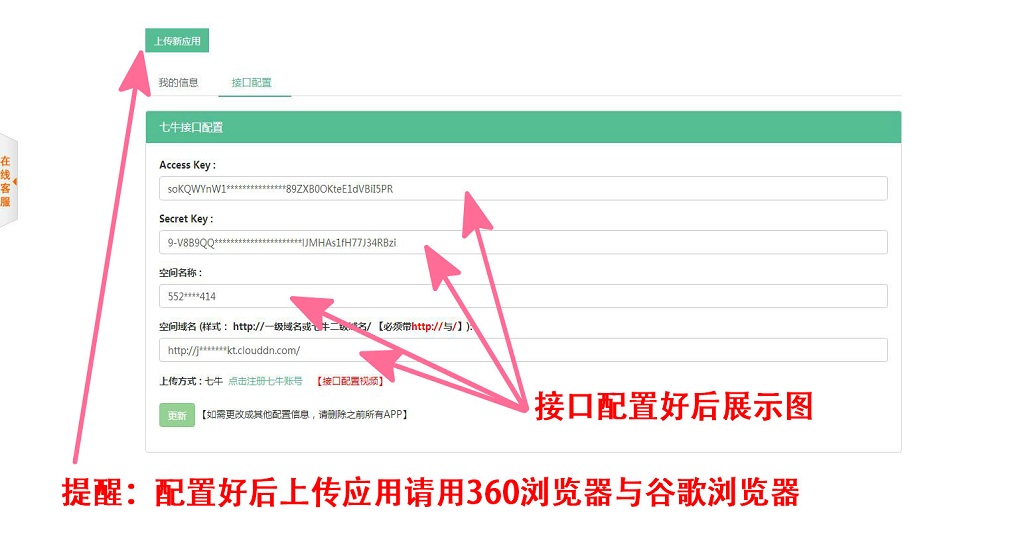 上传新应用
我的信息 接口配置
七牛接口配置
在线客服
Access Key :
soKQWYnW1***************89ZXB0OKteE1dVBiI5PR
Secret Key :
9-V8B9QQ**********************IJMHAs1fH77J34RBzi
空间名称 :
552****414
空间域名 (样式 : http://一级域名或七牛二级域名/ 【必须带http://与/】):
http://j*******kt.clouddn.com/
上传方式 : 七牛 点击注册七牛账号 【接口配置视频】
更新 【如需更改成其他配置信息，请删除之前所有APP】
接口配置好后展示图
提醒：配置好后上传应用请用360浏览器与谷歌浏览器